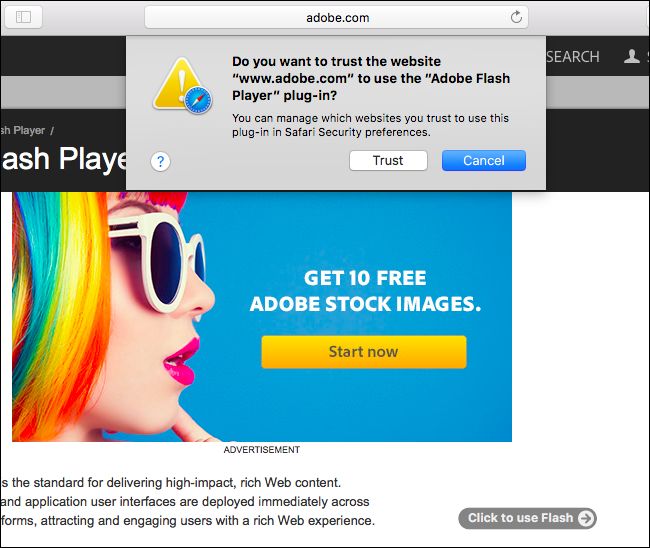 adobe.com
Do you want to trust the website
“www.adobe.com” to use the “Adobe Flash
Player” plug-in?
You can manage which websites you trust to use this
plug-in in Safari Security preferences.
?
Trust
Cancel
SEARCH
sh Player /
lash Playe
GET 10 FREE
ADOBE STOCK IMAGES.
Start now
ADVERTISEMENT
s the standard for delivering high-impact, rich Web content.
and application user interfaces are deployed immediately across
forms, attracting and engaging users with a rich Web experience.
Click to use Flash